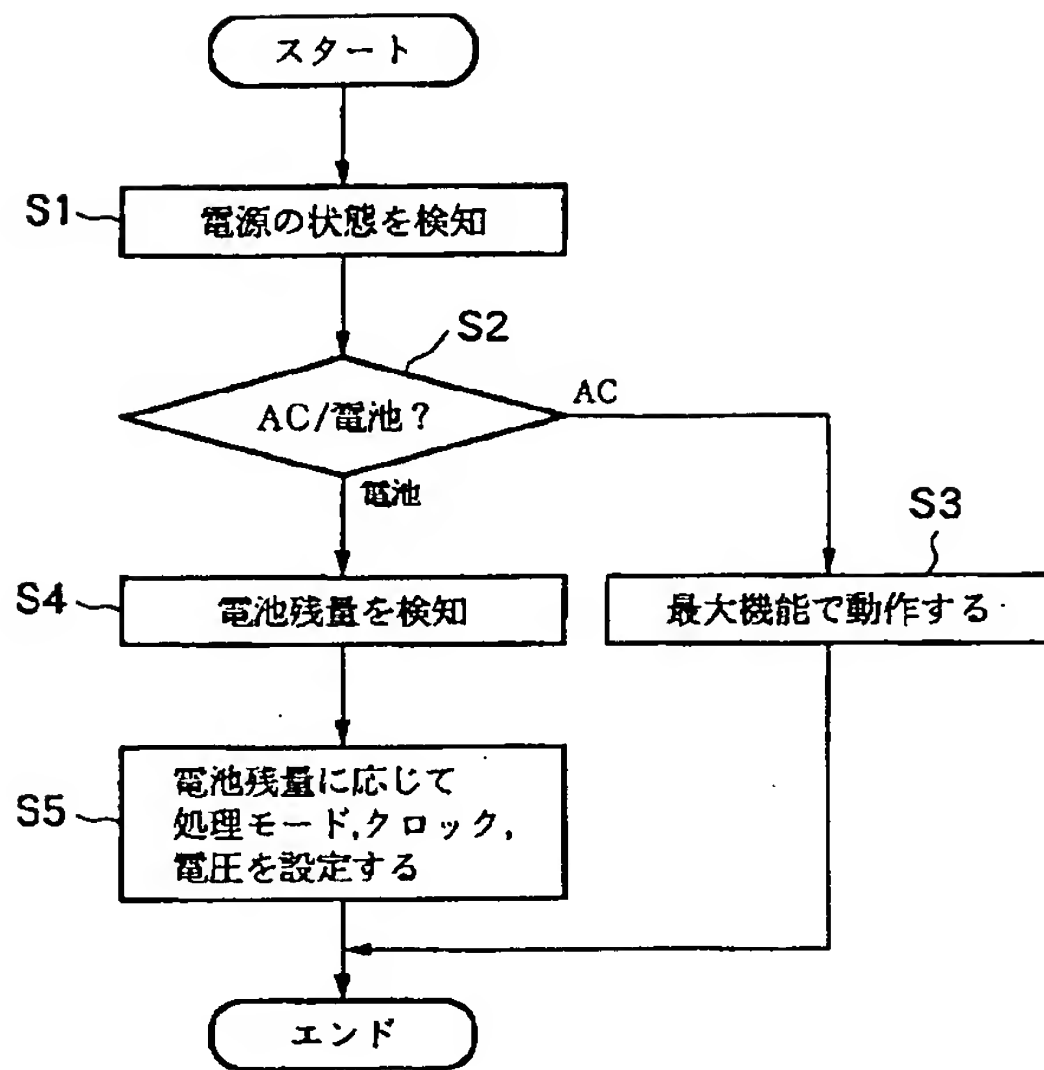 スタート
S1
電源の状態を検知
S2
AC/電池?
AC
電池
S3
最大機能で動作する
S4
電池残量を検知
S5
電池残量に応じて
処理モード,クロック,
電圧を設定する
エンド